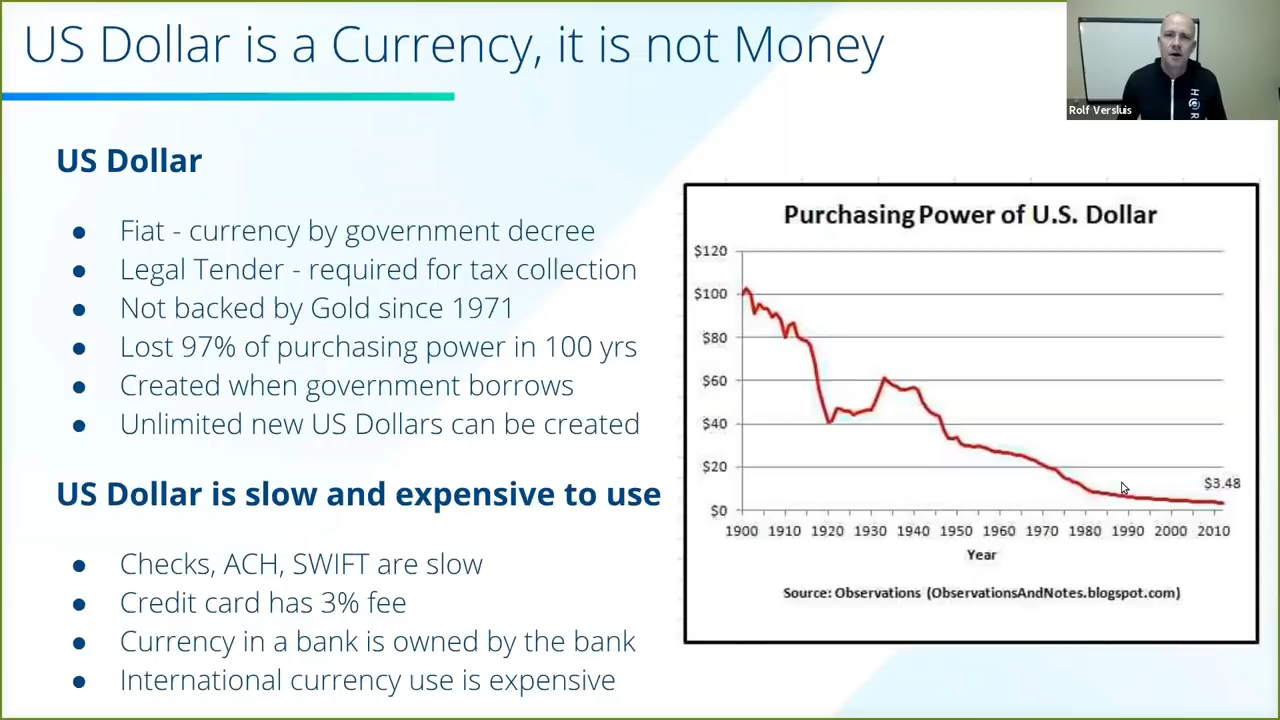 US Dollar is a Currency, it is not Money
Rolf Versluis
US Dollar
● Fiat - currency by government decree
● Legal Tender - required for tax collection
● Not backed by Gold since 1971
● Lost 97% of purchasing power in 100 yrs
● Created when government borrows
● Unlimited new US Dollars can be created
US Dollar is slow and expensive to use
● Checks, ACH, SWIFT are slow
● Credit card has 3% fee
● Currency in a bank is owned by the bank
● International currency use is expensive
Purchasing Power of U.S. Dollar
$120
$100
$80
$60
$40
$20
$0
$3.48
1900 1910 1920 1930 1940 1950 1960 1970 1980 1990 2000 2010
Year
Source: Observations (ObservationsAndNotes.blogspot.com)